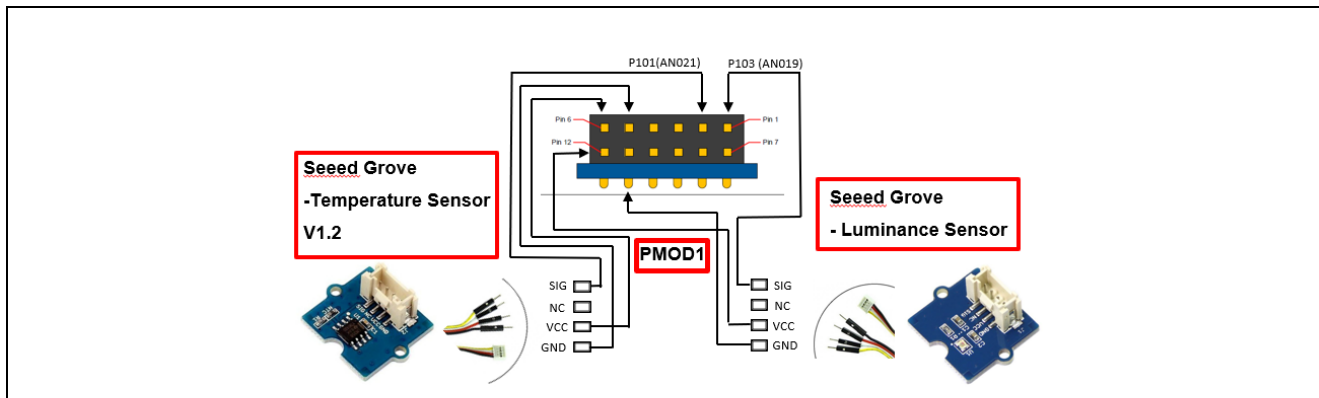 P101(AN021)
P103 (AN019)
Pin 6
Pin 1
Pin 12
Pin 7
Seeed Grove
-Temperature Sensor
V1.2
Seeed Grove
- Luminance Sensor
PMOD1
SIG
NC
VCC
GND
SIG
NC
VCC
GND